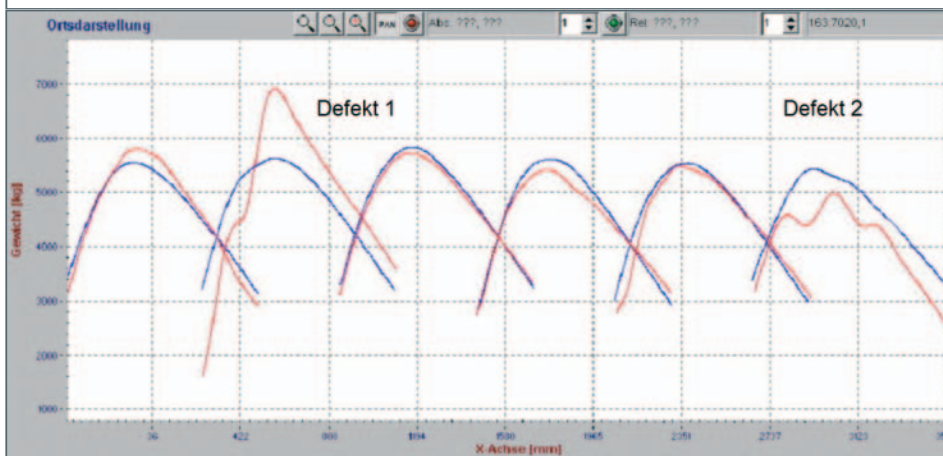 Ortsdarstellung
PAN
Abs: ???, ???
1
Rel: ???, ???
1
163.7020,1
Defekt 1
Defekt 2
7000
6000
5000
4000
3000
2000
1000
Gewicht [kg]
36
422
808
1194
1580
1965
2351
2737
3123
X-Achse [mm]